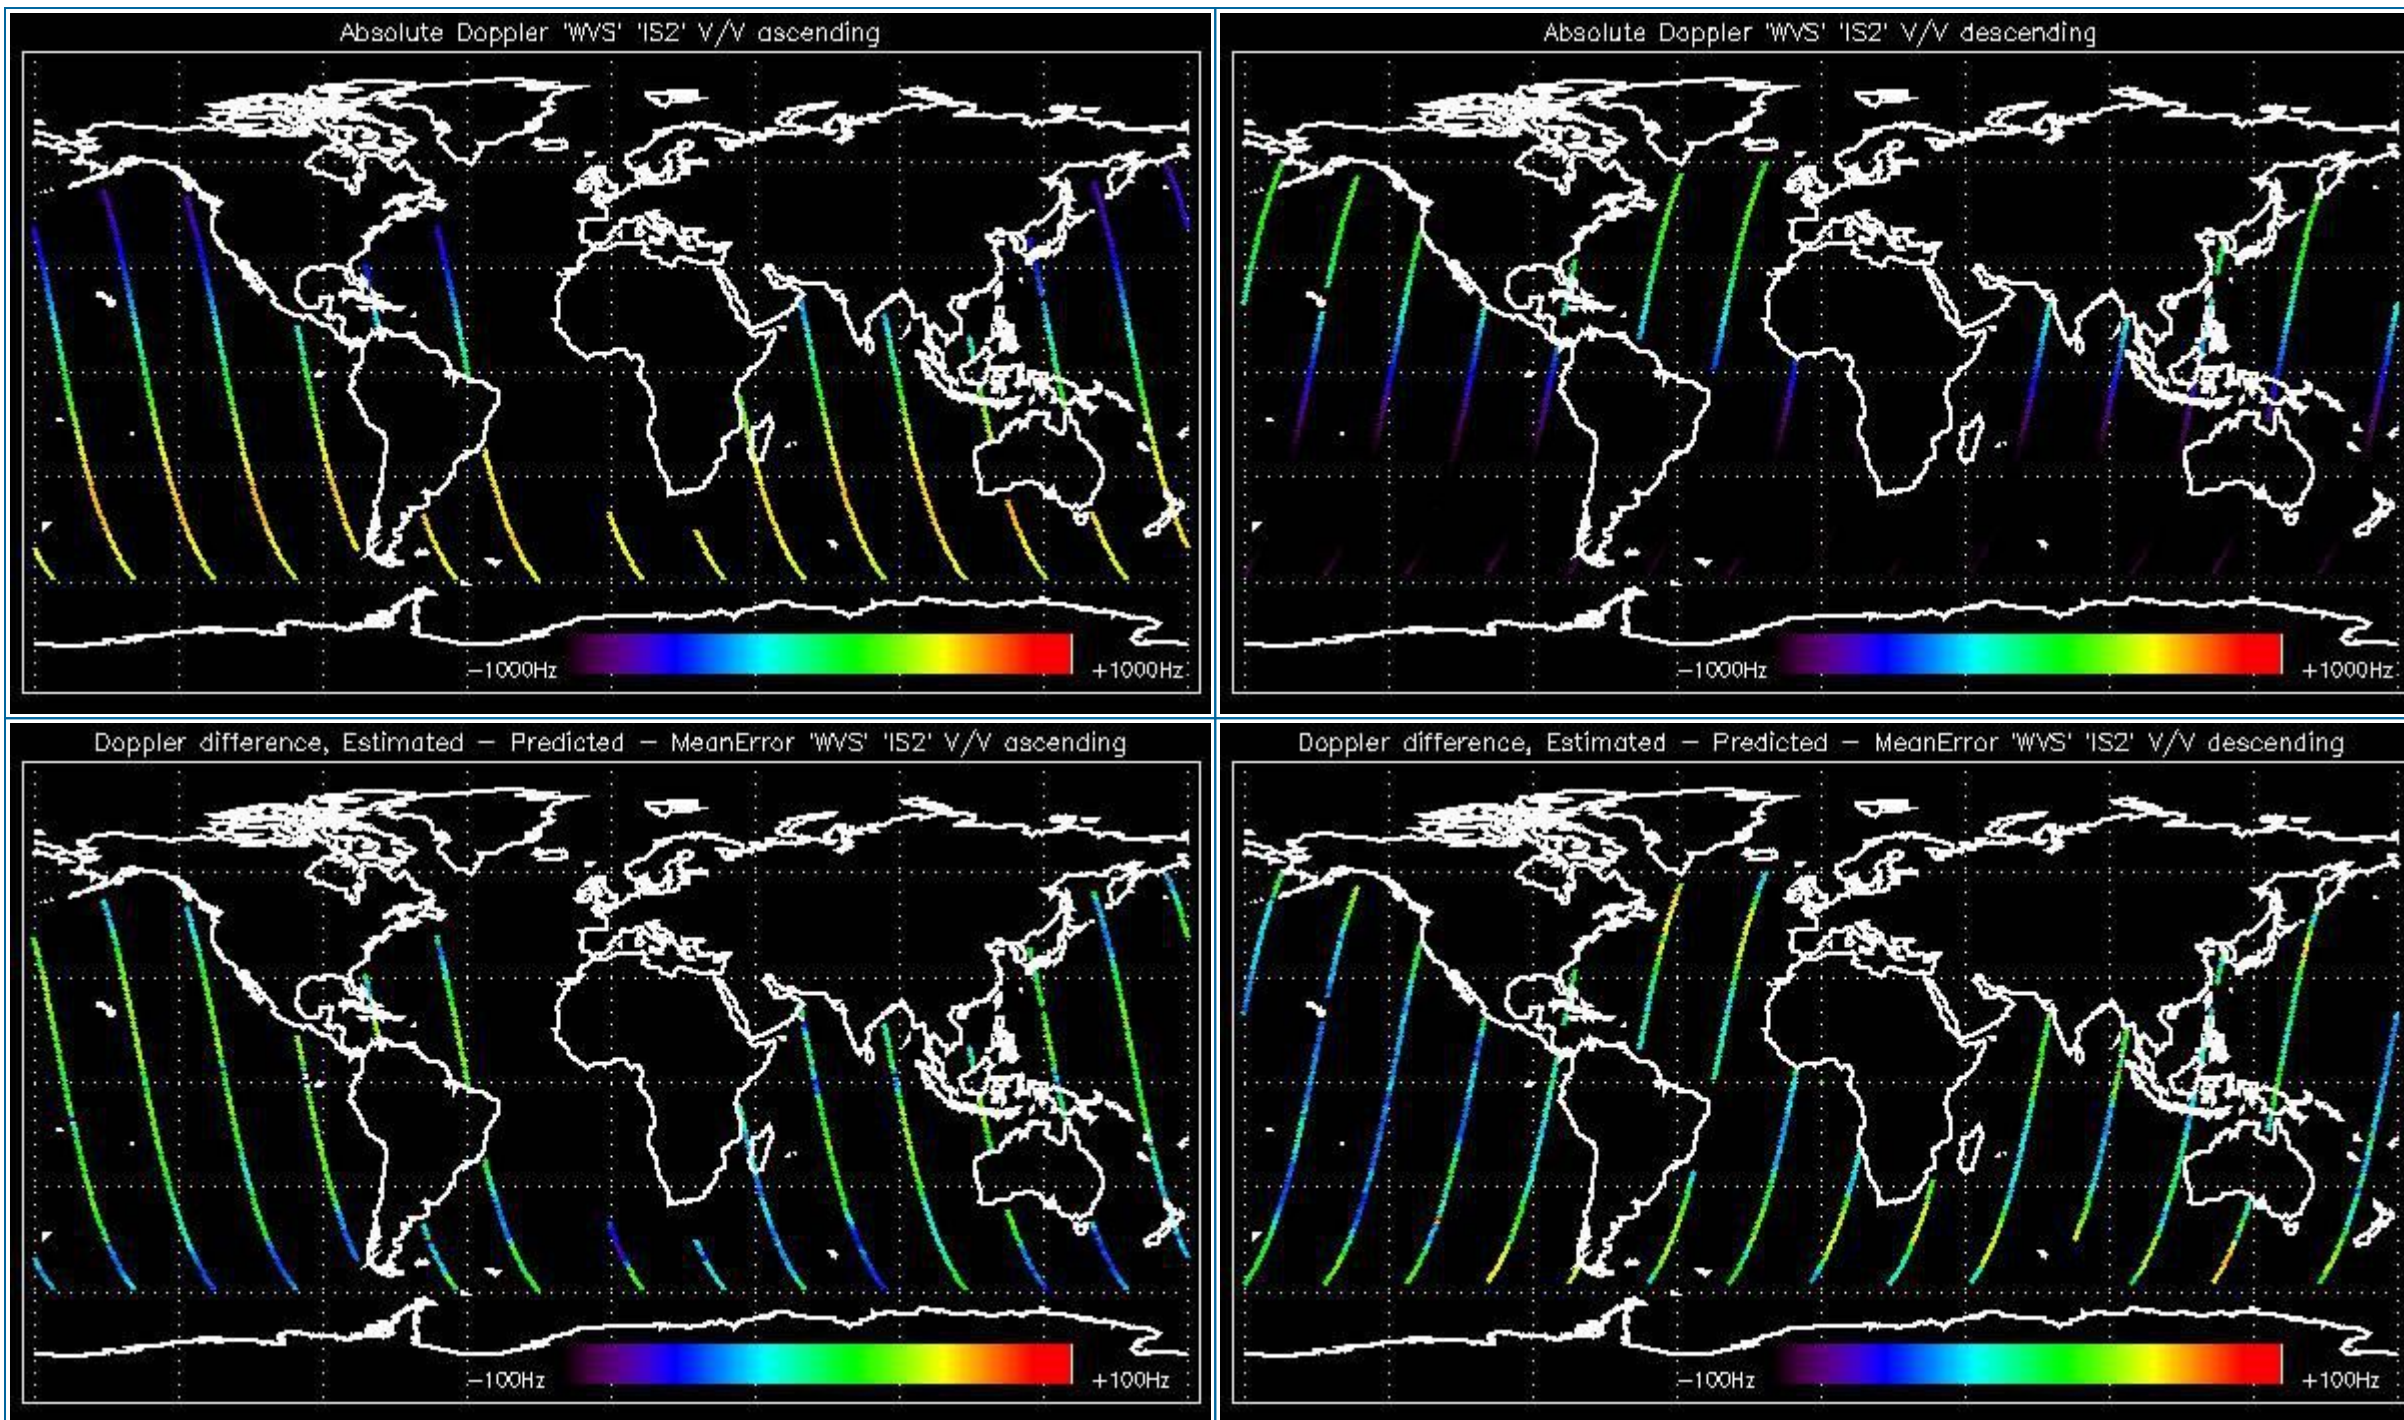 Absolute Doppler 'WVS' 'IS2' V/V ascending
-1000Hz
+1000Hz
Absolute Doppler 'WVS' 'IS2' V/V descending
-1000Hz
+1000Hz
Doppler difference, Estimated - Predicted - MeanError 'WVS' 'IS2' V/V ascending
-100Hz
+100Hz
Doppler difference, Estimated - Predicted - MeanError 'WVS' 'IS2' V/V descending
-100Hz
+100Hz